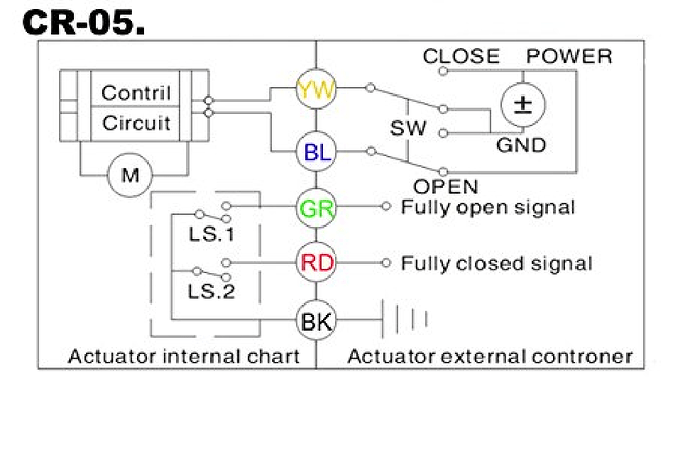 CR-05.
CLOSE POWER
Contril
Circuit
YW
±
SW
GND
BL
M
OPEN
GR
Fully open signal
LS.1
RD
Fully closed signal
LS.2
BK
Actuator internal chart
Actuator external controner